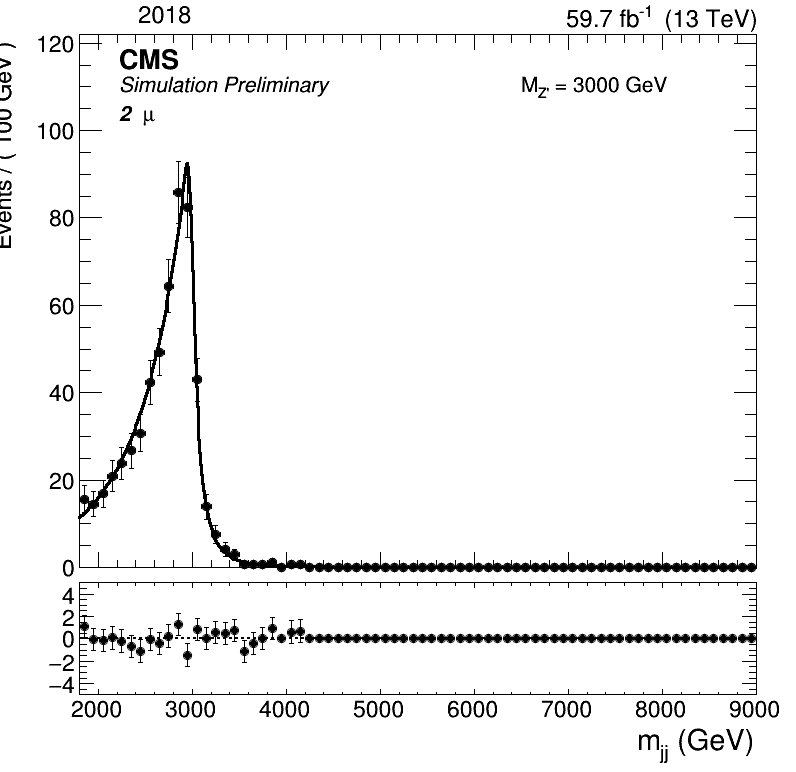 2018 59.7 fb⁻¹ (13 TeV)
CMS
Simulation Preliminary
M_Z' = 3000 GeV
2 μ
Events / ( 100 GeV )
120
100
80
60
40
20
0
4
2
0
−2
−4
2000 3000 4000 5000 6000 7000 8000 9000
m_jj (GeV)